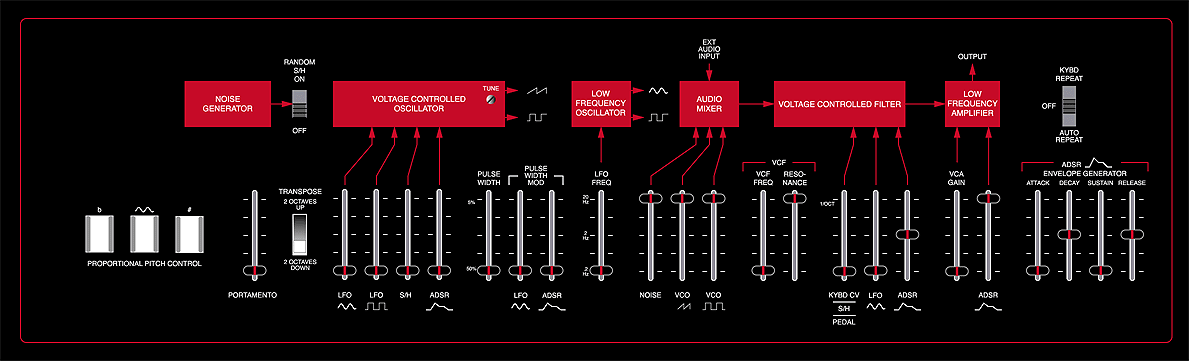 EXT
AUDIO
INPUT
OUTPUT
RANDOM
S/H
ON
OFF
KYBD
REPEAT
OFF
AUTO
REPEAT
NOISE
GENERATOR
VOLTAGE CONTROLLED
OSCILLATOR
TUNE
LOW
FREQUENCY
OSCILLATOR
AUDIO
MIXER
VOLTAGE CONTROLLED FILTER
LOW
FREQUENCY
AMPLIFIER
b
#
PROPORTIONAL PITCH CONTROL
PORTAMENTO
TRANSPOSE
2 OCTAVES
UP
2 OCTAVES
DOWN
LFO
LFO
S/H
ADSR
PULSE
WIDTH
5%
50%
PULSE
WIDTH
MOD
LFO
ADSR
LFO
FREQ
20
Hz
2
Hz
.2
Hz
NOISE
VCO
VCO
VCF
VCF
FREQ
RESO-
NANCE
1/OCT
KYBD CV
S/H
PEDAL
LFO
ADSR
VCA
GAIN
ADSR
ADSR
ENVELOPE GENERATOR
ATTACK
DECAY
SUSTAIN
RELEASE